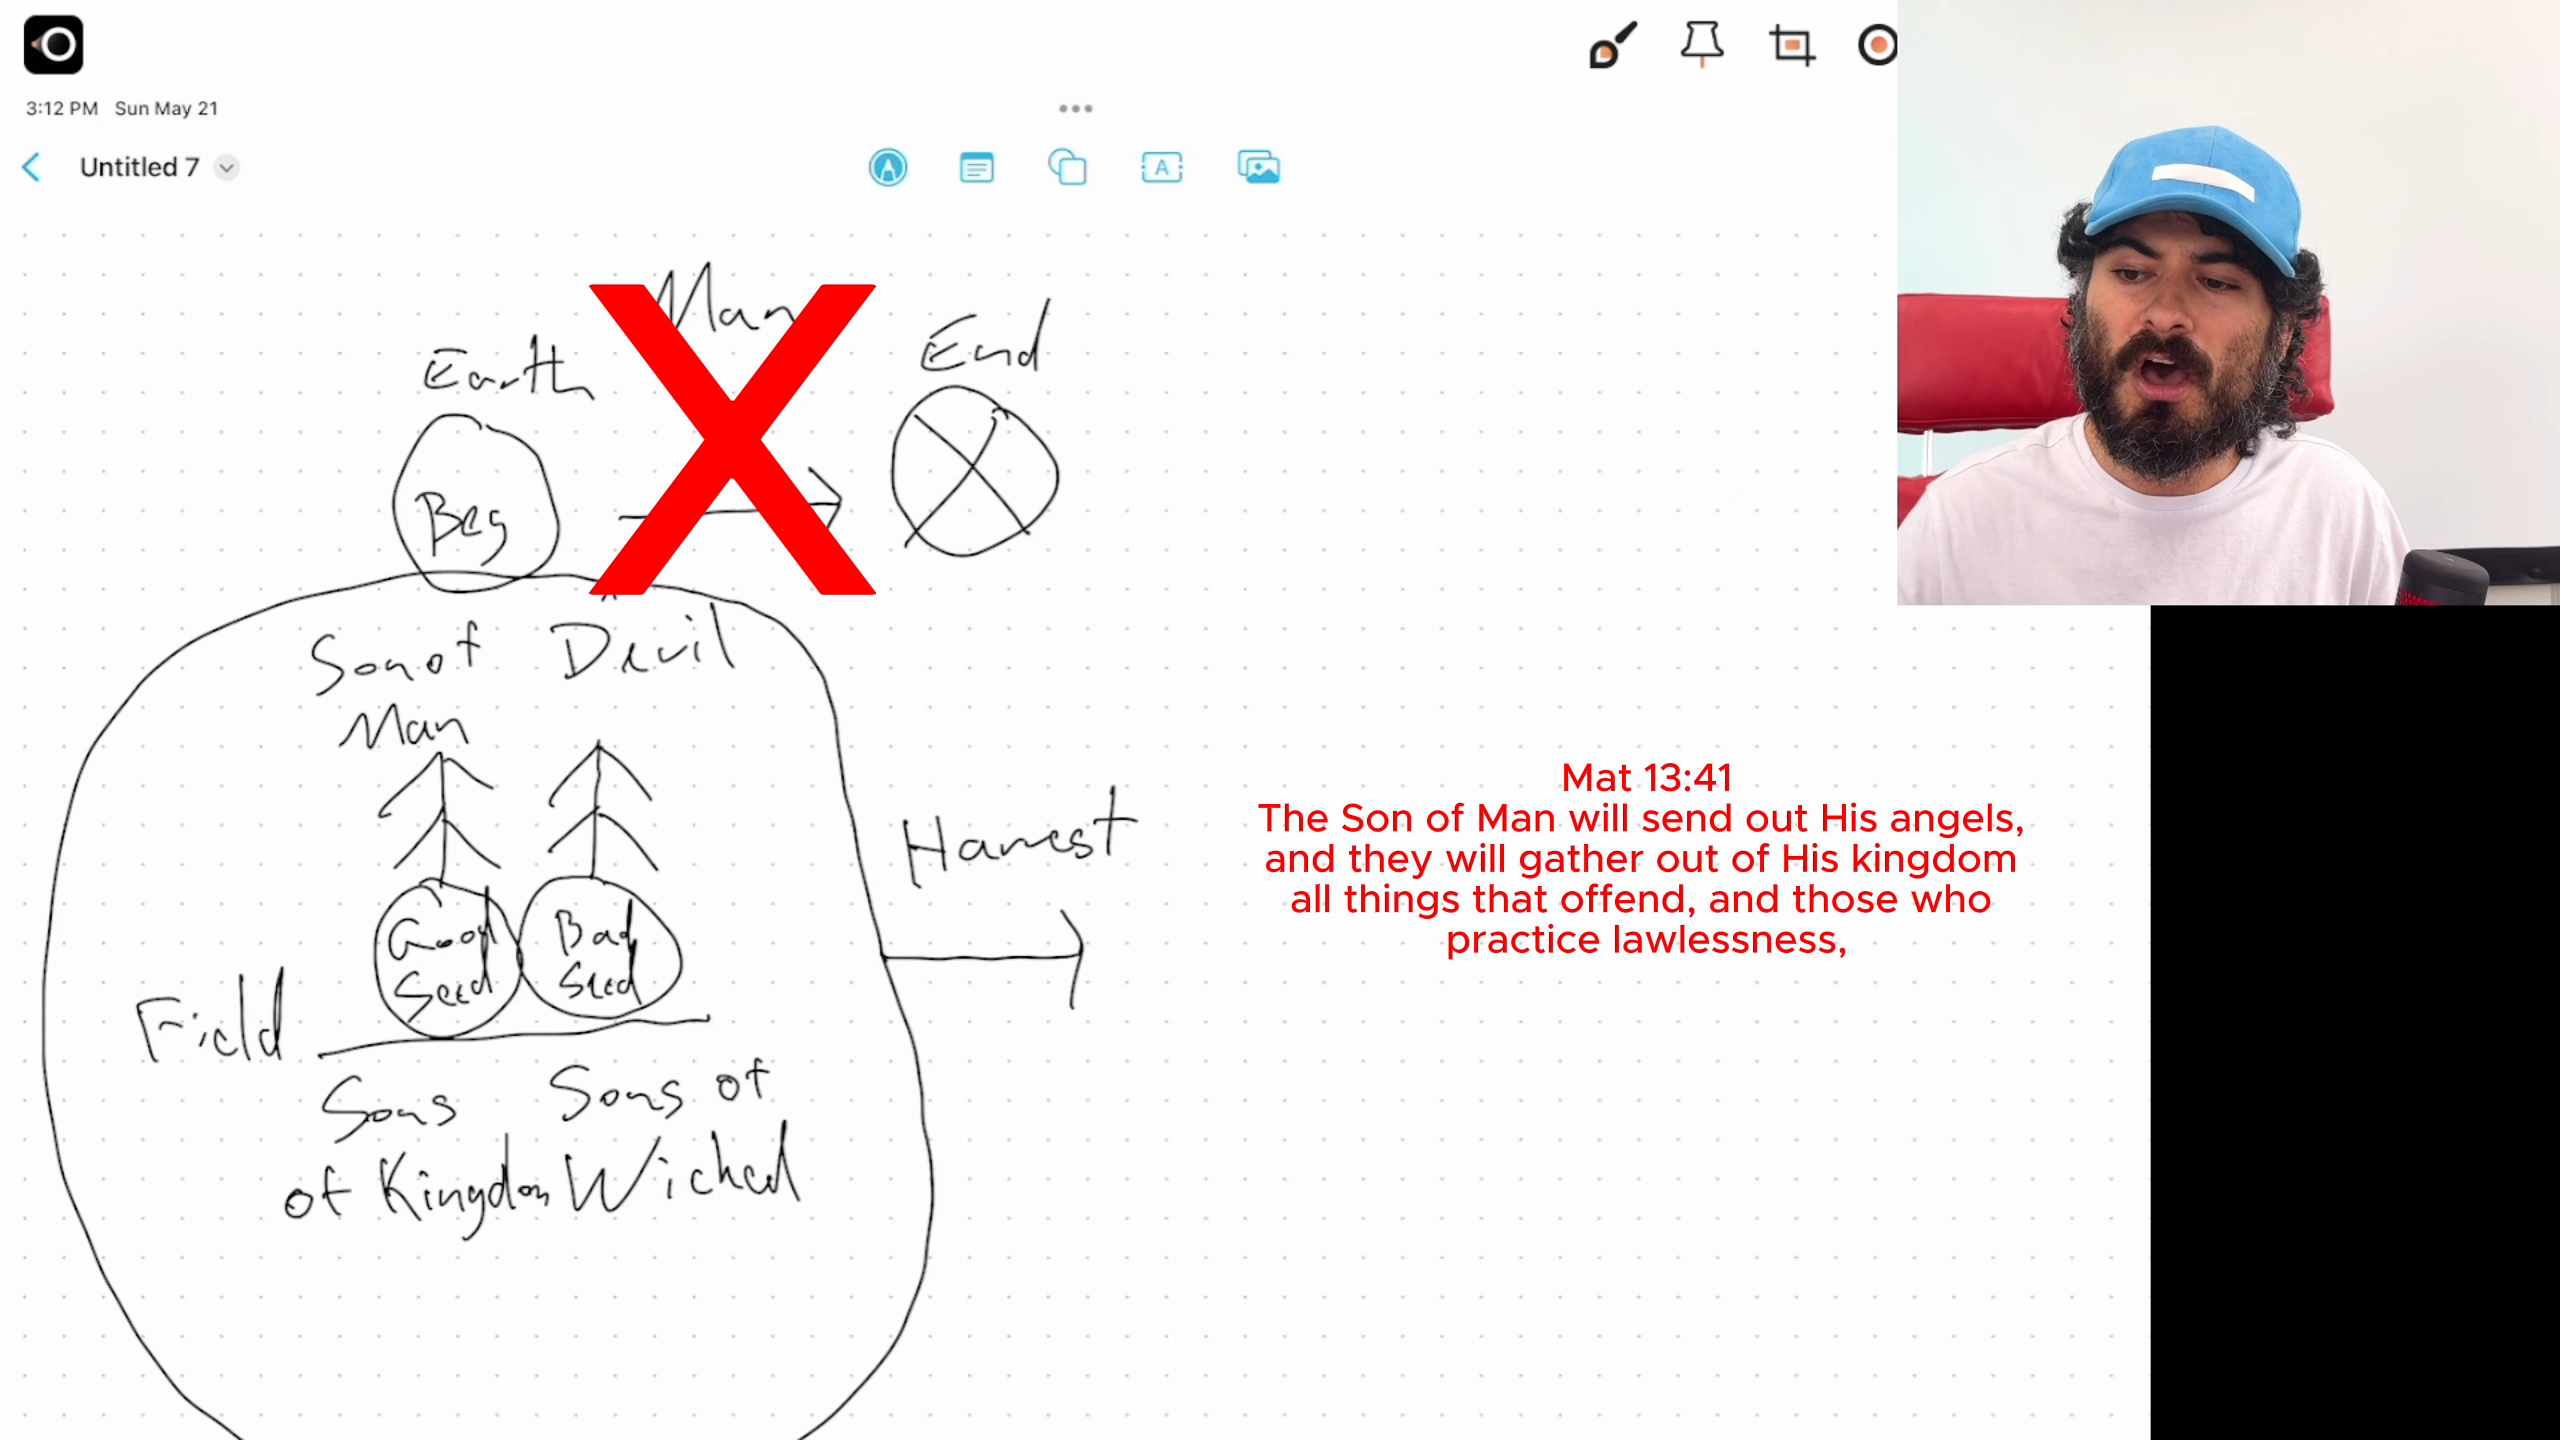 3:12 PM Sun May 21
Untitled 7
A
Man
Earth
End
Beg
Son of Devil
Man
Good Bad
Seed Seed
Harvest
Field
Sons Sons of
of Kingdom Wicked
Mat 13:41
The Son of Man will send out His angels,
and they will gather out of His kingdom
all things that offend, and those who
practice lawlessness,